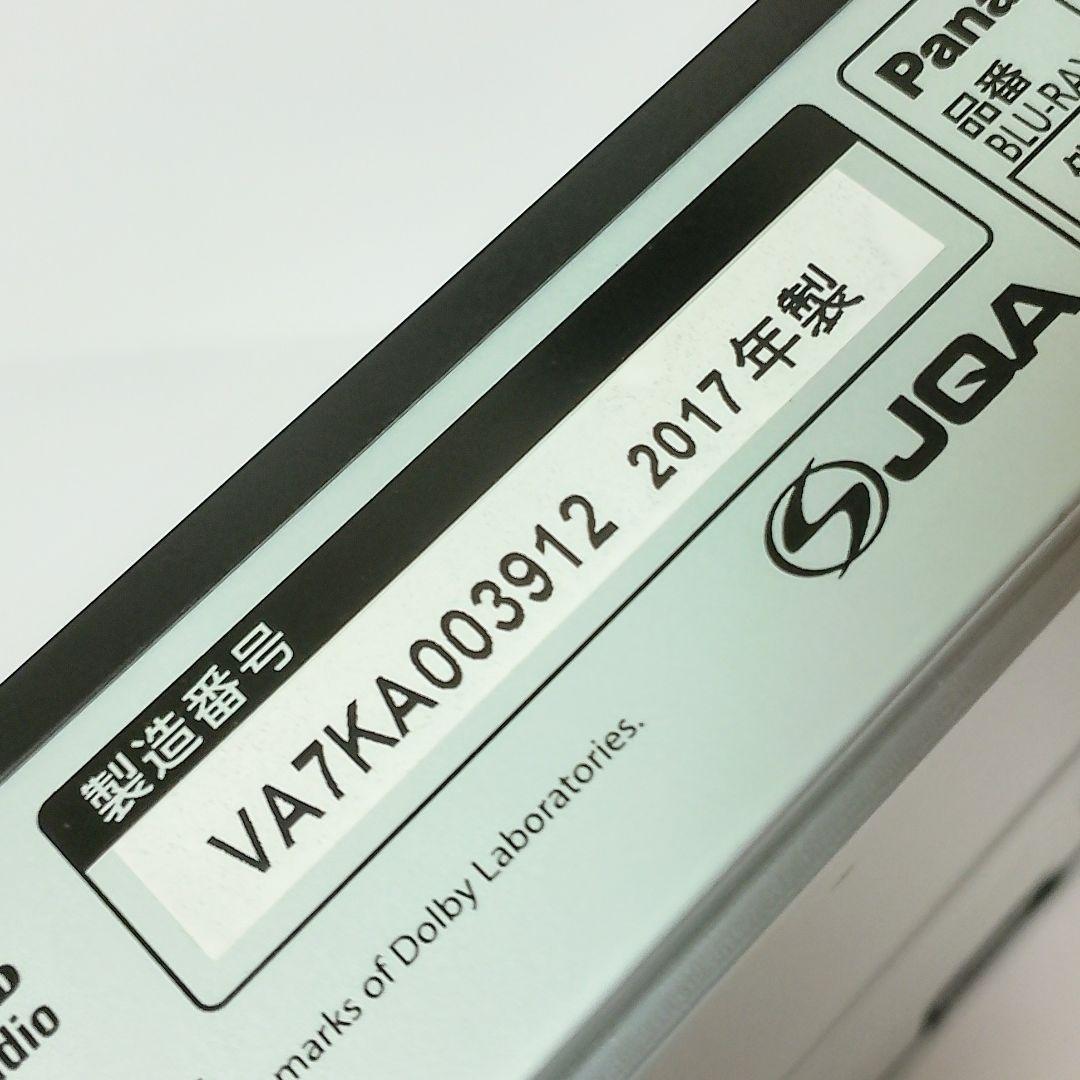 Pana
品番
BLU-RAY
製造番号
VA7KA003912 2017年製
JQA
marks of Dolby Laboratories.
dio